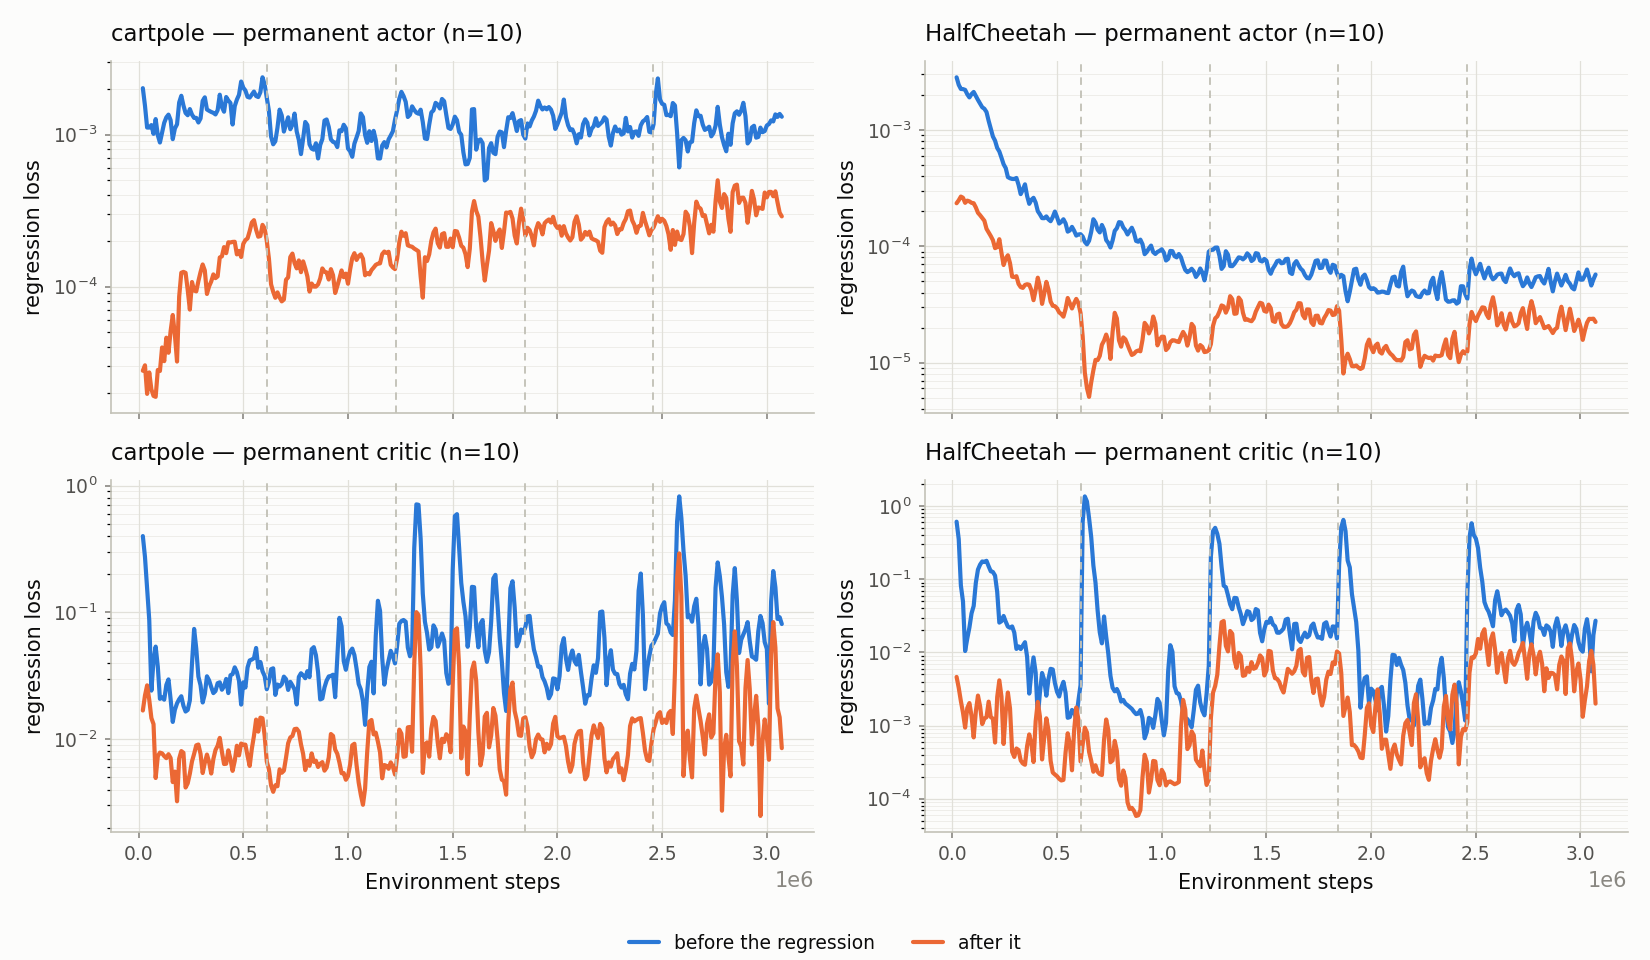 cartpole — permanent actor (n=10)
HalfCheetah — permanent actor (n=10)
regression loss
10⁻³
10⁻⁴
regression loss
10⁻³
10⁻⁴
10⁻⁵
cartpole — permanent critic (n=10)
HalfCheetah — permanent critic (n=10)
regression loss
10⁰
10⁻¹
10⁻²
regression loss
10⁰
10⁻¹
10⁻²
10⁻³
10⁻⁴
0.0 0.5 1.0 1.5 2.0 2.5 3.0
0.0 0.5 1.0 1.5 2.0 2.5 3.0
Environment steps
1e6
Environment steps
1e6
before the regression
after it